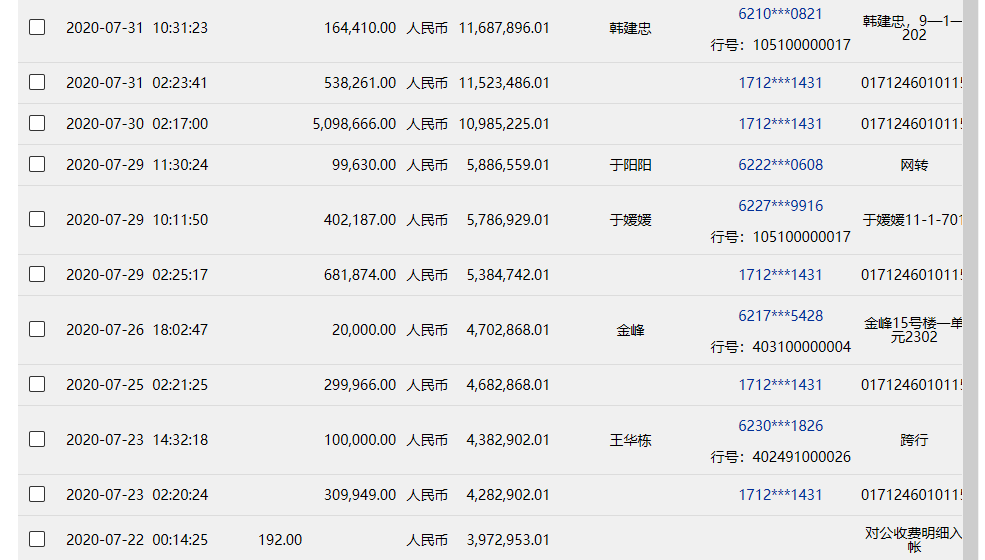 6210***0821
2020-07-31 10:31:23 164,410.00 人民币 11,687,896.01 韩建忠 韩建忠，9—1—
202
行号：105100000017
2020-07-31 02:23:41 538,261.00 人民币 11,523,486.01 1712***1431 017124601011
2020-07-30 02:17:00 5,098,666.00 人民币 10,985,225.01 1712***1431 017124601011
2020-07-29 11:30:24 99,630.00 人民币 5,886,559.01 于阳阳 6222***0608 网转
6227***9916
2020-07-29 10:11:50 402,187.00 人民币 5,786,929.01 于媛媛 于媛媛11-1-701
行号：105100000017
2020-07-29 02:25:17 681,874.00 人民币 5,384,742.01 1712***1431 017124601011
6217***5428
2020-07-26 18:02:47 20,000.00 人民币 4,702,868.01 金峰 金峰15号楼一单
元2302
行号：403100000004
2020-07-25 02:21:25 299,966.00 人民币 4,682,868.01 1712***1431 017124601011
6230***1826
2020-07-23 14:32:18 100,000.00 人民币 4,382,902.01 王华栋 跨行
行号：402491000026
2020-07-23 02:20:24 309,949.00 人民币 4,282,902.01 1712***1431 017124601011
2020-07-22 00:14:25 192.00 人民币 3,972,953.01 对公收费明细入
帐